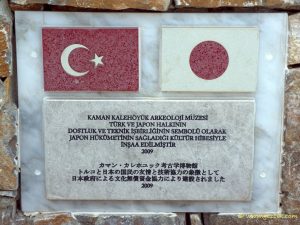 KAMAN KALEHÖYÜK ARKEOLOJİ MÜZESİ
TÜRK VE JAPON HALKININ
DOSTLUK VE TEKNİK İŞBİRLİĞİNİN SEMBOLÜ OLARAK
JAPON HÜKÜMETİNİN SAĞLADIĞI KÜLTÜR HİBESİYLE
İNŞA EDİLMİŞTİR
2009
カマン・カレホユック考古学博物館
トルコと日本の国民の友情と技術協力の象徴として
日本政府による文化無償資金協力により建設されました
2009